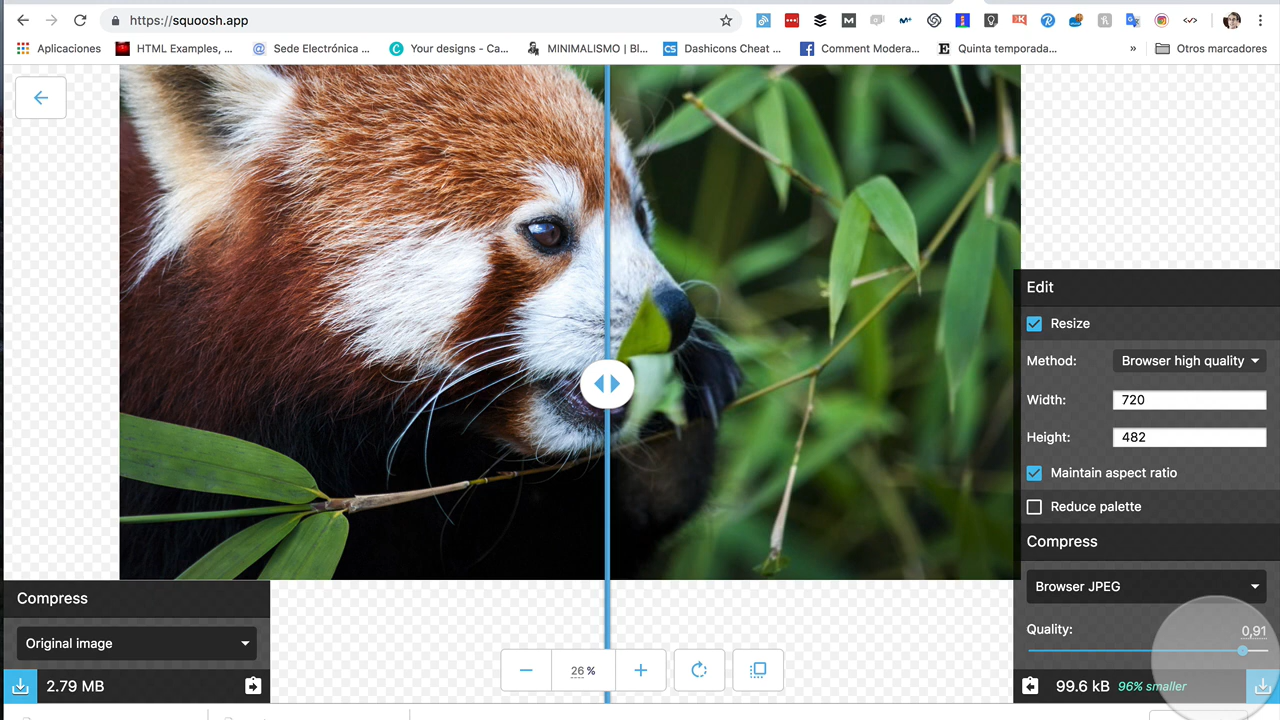 https://squoosh.app
Aplicaciones
HTML Examples, ...
Sede Electrónica ...
Your designs - Ca...
MINIMALISMO | Bl...
Dashicons Cheat ...
Comment Modera...
Quinta temporada...
»
Otros marcadores
Edit
Resize
Method: Browser high quality
Width: 720
Height: 482
Maintain aspect ratio
Reduce palette
Compress
Browser JPEG
Quality: 0,91
99.6 kB 96% smaller
Compress
Original image
2.79 MB
26 %